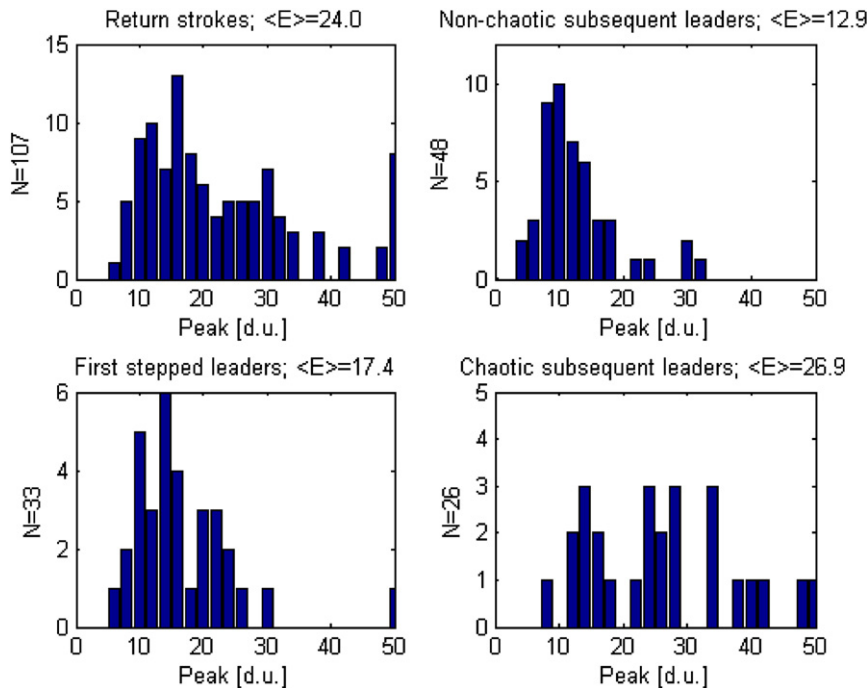 Return strokes; <E>=24.0
15
10
5
0
N=107
0 10 20 30 40 50
Peak [d.u.]
Non-chaotic subsequent leaders; <E>=12.9
10
5
0
N=48
0 10 20 30 40 50
Peak [d.u.]
First stepped leaders; <E>=17.4
6
4
2
0
N=33
0 10 20 30 40 50
Peak [d.u.]
Chaotic subsequent leaders; <E>=26.9
5
4
3
2
1
0
N=26
0 10 20 30 40 50
Peak [d.u.]